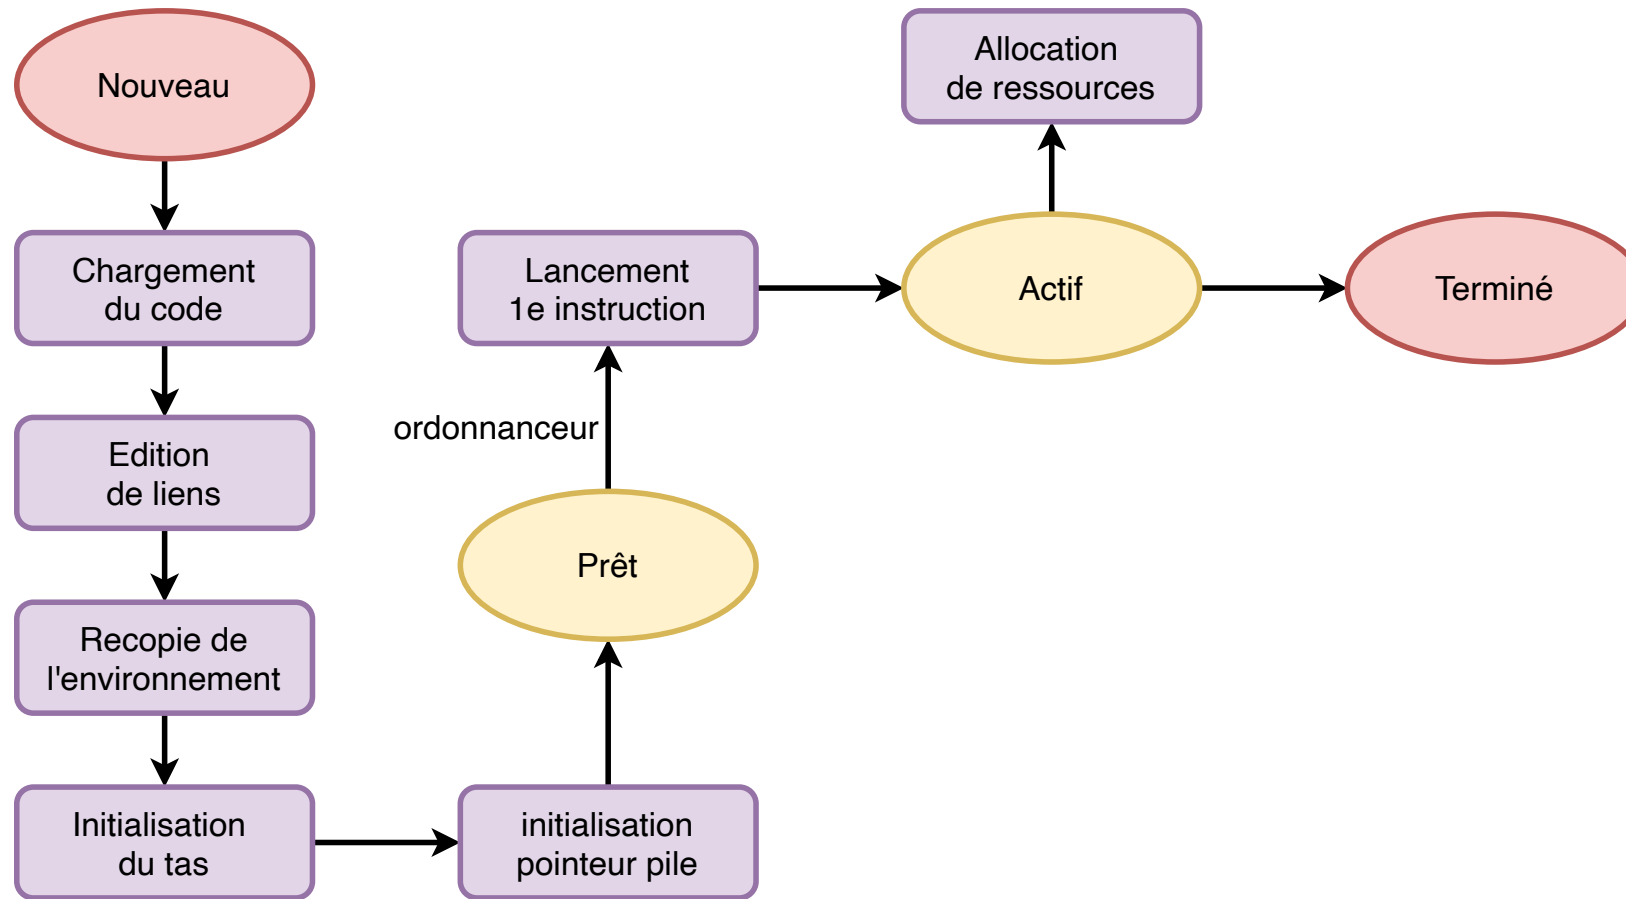 Nouveau
Chargement
du code
Edition
de liens
Recopie de
l'environnement
Initialisation
du tas
initialisation
pointeur pile
Prêt
ordonnanceur
Lancement
1e instruction
Actif
Allocation
de ressources
Terminé